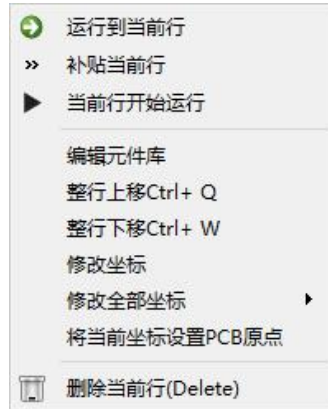 运行到当前行
补贴当前行
当前行开始运行
编辑元件库
整行上移Ctrl+ Q
整行下移Ctrl+ W
修改坐标
修改全部坐标
将当前坐标设置PCB原点
删除当前行(Delete)